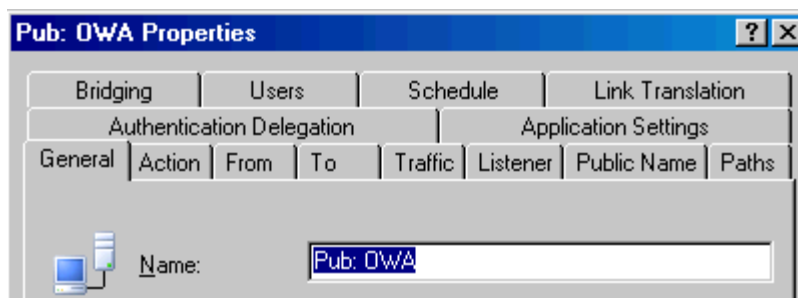 Pub: OWA Properties
Bridging Users Schedule Link Translation
Authentication Delegation Application Settings
General Action From To Traffic Listener Public Name Paths
Name: Pub: OWA